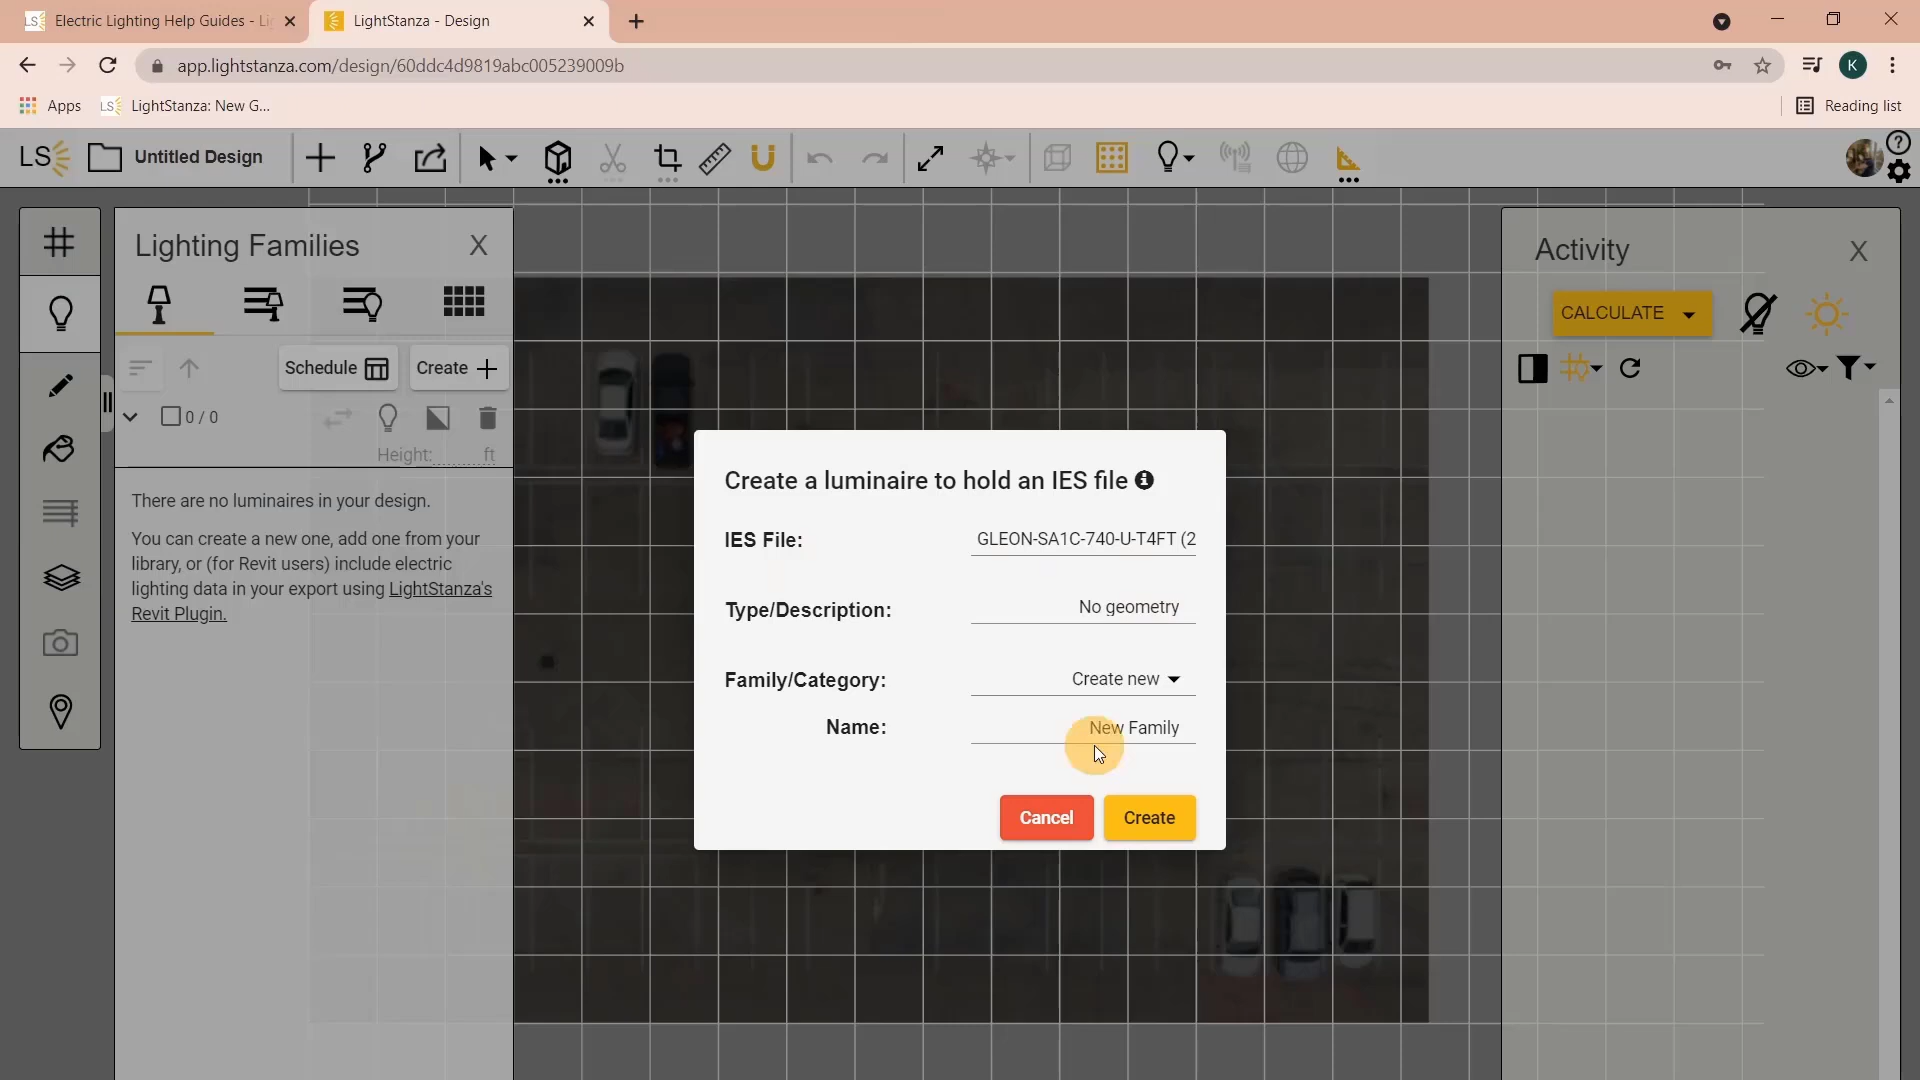 Electric Lighting Help Guides - Li
LightStanza - Design
app.lightstanza.com/design/60ddc4d9819abc005239009b
K
Apps
LS
LightStanza: New G...
Reading list
LS
Untitled Design
Lighting Families
X
Schedule
Create
0 / 0
Height:
ft
There are no luminaires in your design.
You can create a new one, add one from your
library, or (for Revit users) include electric
lighting data in your export using LightStanza's
Revit Plugin.
Create a luminaire to hold an IES file
IES File:
GLEON-SA1C-740-U-T4FT (2
Type/Description:
No geometry
Family/Category:
Create new
Name:
New Family
Cancel
Create
Activity
X
CALCULATE